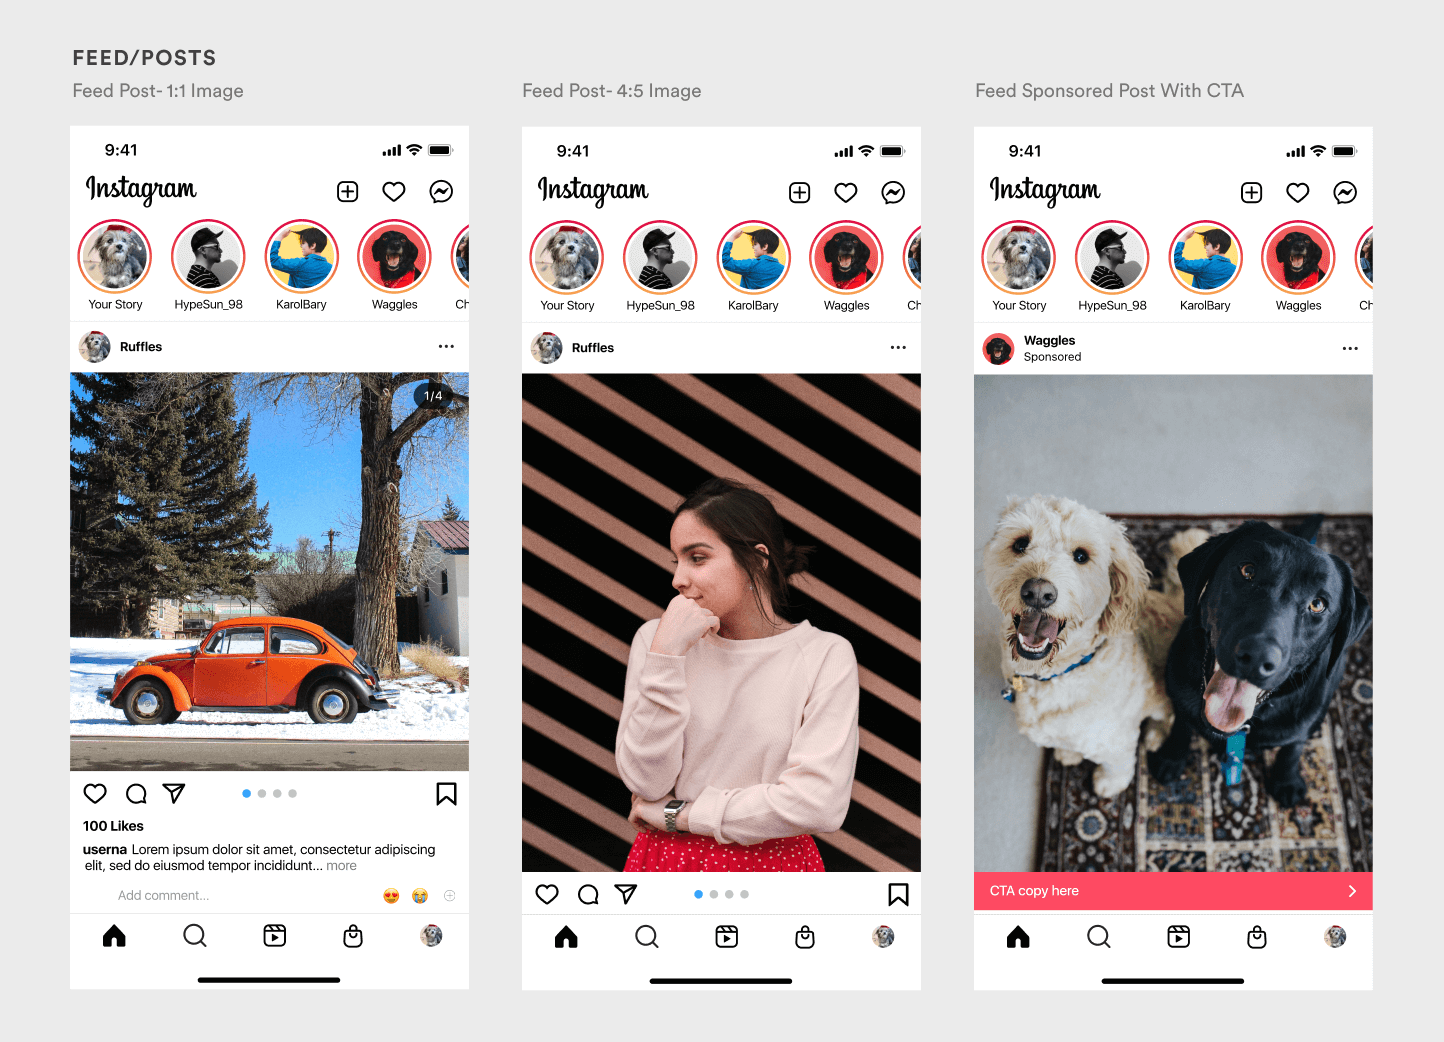 FEED/POSTS
Feed Post- 1:1 Image
9:41
Instagram
Your Story
HypeSun_98
KarolBary
Waggles
Ch
Ruffles
1/4
100 Likes
userna Lorem ipsum dolor sit amet, consectetur adipiscing
elit, sed do eiusmod tempor incididunt... more
Add comment...
Feed Post- 4:5 Image
9:41
Instagram
Your Story
HypeSun_98
KarolBary
Waggles
Ch
Ruffles
Feed Sponsored Post With CTA
9:41
Instagram
Your Story
HypeSun_98
KarolBary
Waggles
Ch
Waggles
Sponsored
CTA copy here